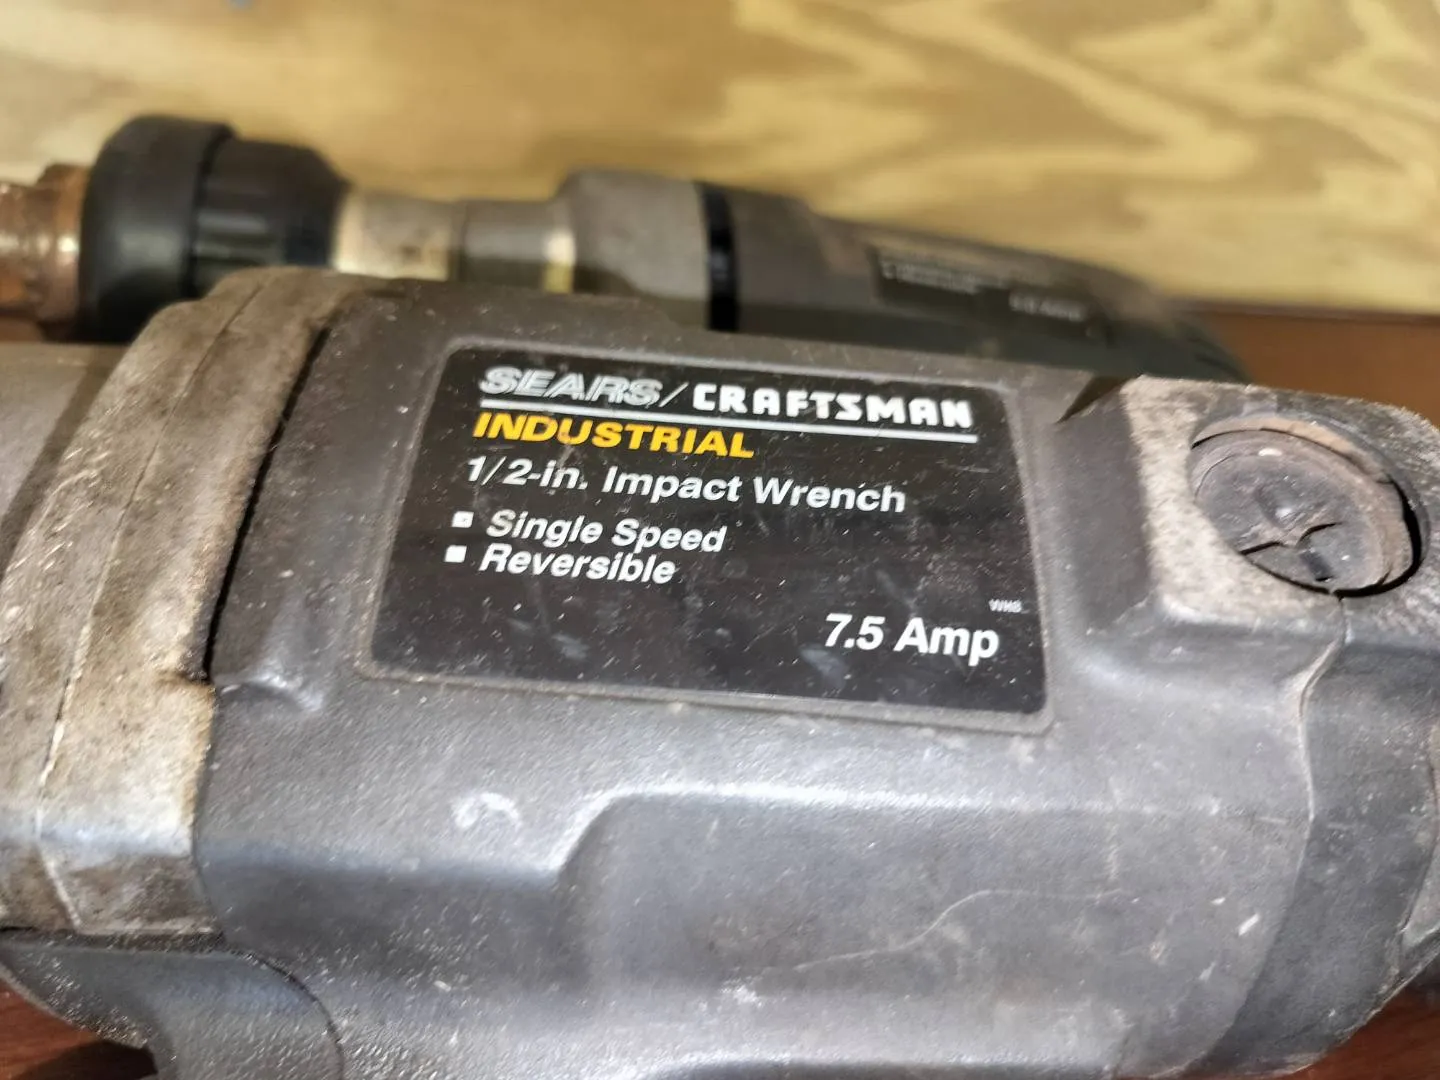 SEARS/CRAFTSMAN
INDUSTRIAL
1/2-in. Impact Wrench
▪ Single Speed
▪ Reversible
7.5 Amp